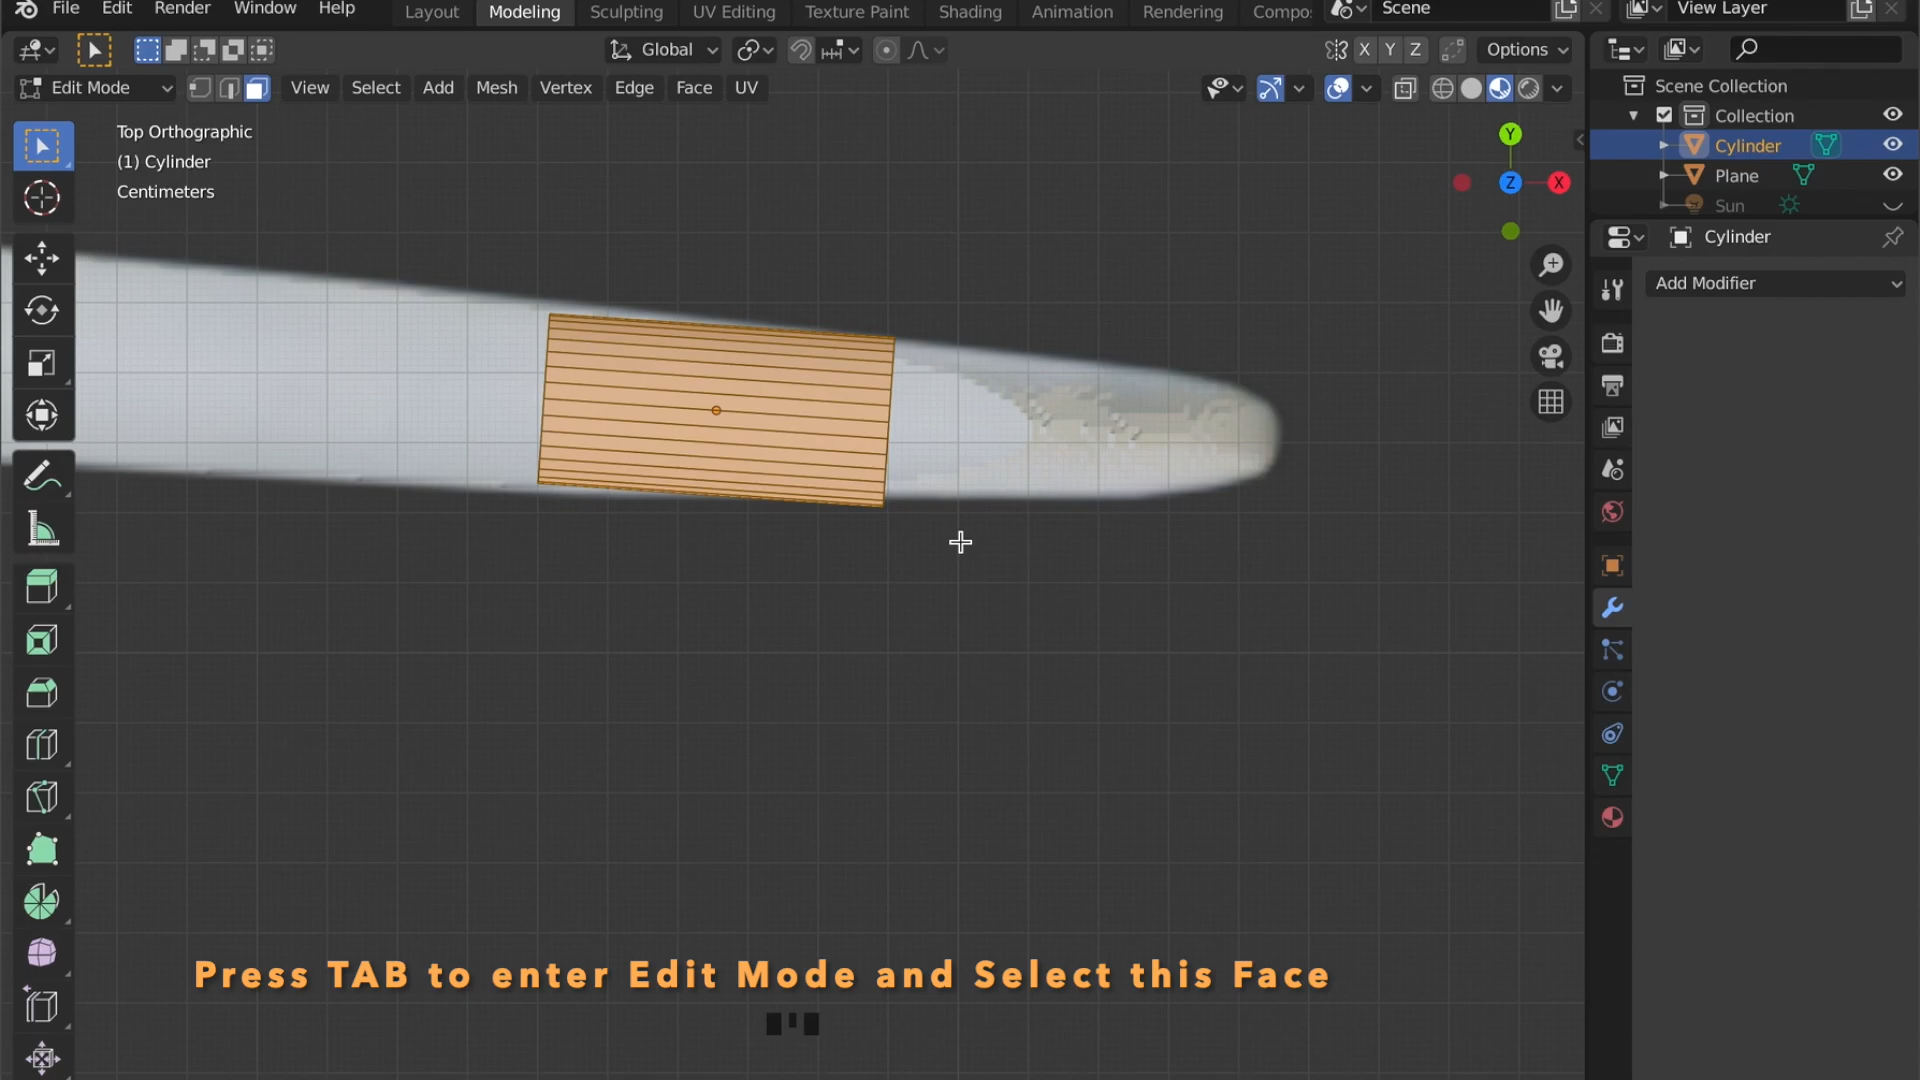 File Edit Render Window Help Layout Modeling Sculpting UV Editing Texture Paint Shading Animation Rendering Compo Scene View Layer
Global X Y Z Options
Edit Mode View Select Add Mesh Vertex Edge Face UV
Scene Collection
Collection
Cylinder
Plane
Sun
Top Orthographic
(1) Cylinder
Centimeters
Y
Z X
Cylinder
Add Modifier
Press TAB to enter Edit Mode and Select this Face